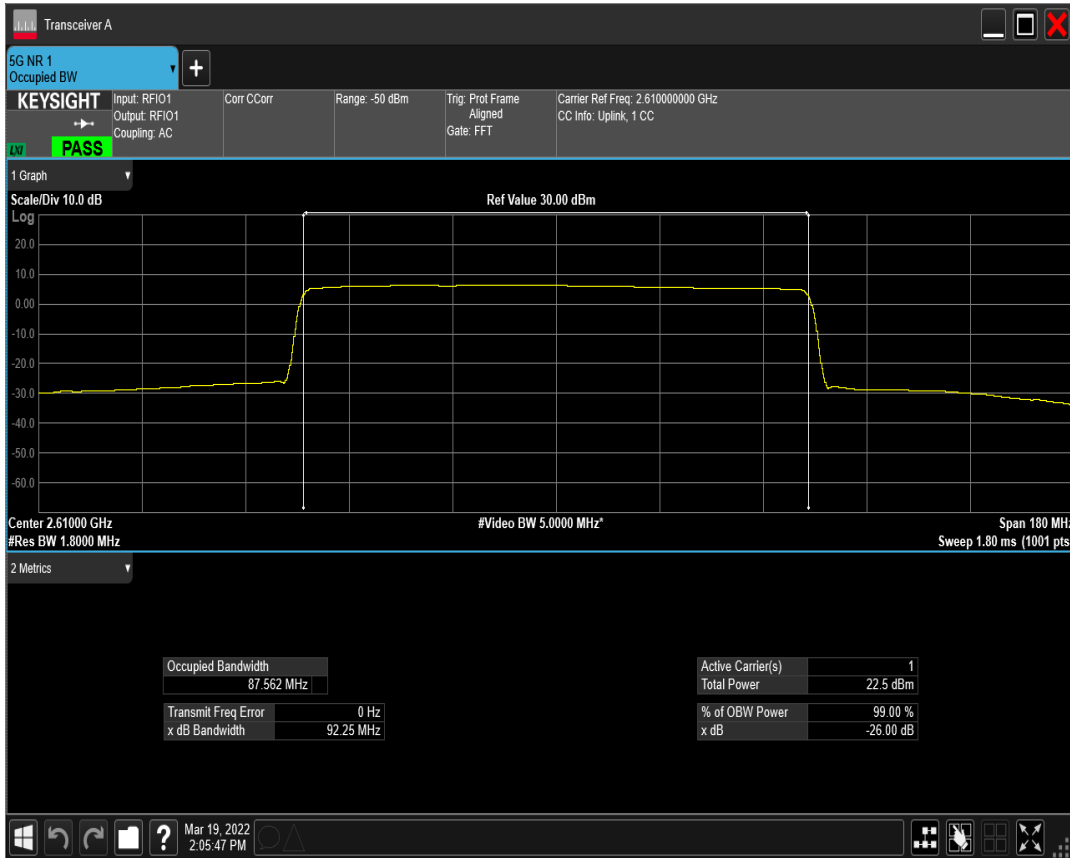 Transceiver A
5G NR 1
Occupied BW
+
KEYSIGHT
LXI
PASS
Input: RFIO1
Output: RFIO1
Coupling: AC
Corr CCorr
Range: -50 dBm
Trig: Prot Frame
Aligned
Gate: FFT
Carrier Ref Freq: 2.610000000 GHz
CC Info: Uplink, 1 CC
1 Graph
Scale/Div 10.0 dB
Ref Value 30.00 dBm
Log
20.0
10.0
0.00
-10.0
-20.0
-30.0
-40.0
-50.0
-60.0
Center 2.61000 GHz
#Video BW 5.0000 MHz*
Span 180 MHz
#Res BW 1.8000 MHz
Sweep 1.80 ms (1001 pts
2 Metrics
Occupied Bandwidth
87.562 MHz
Transmit Freq Error 0 Hz
x dB Bandwidth 92.25 MHz
Active Carrier(s) 1
Total Power 22.5 dBm
% of OBW Power 99.00 %
x dB -26.00 dB
?
Mar 19, 2022
2:05:47 PM